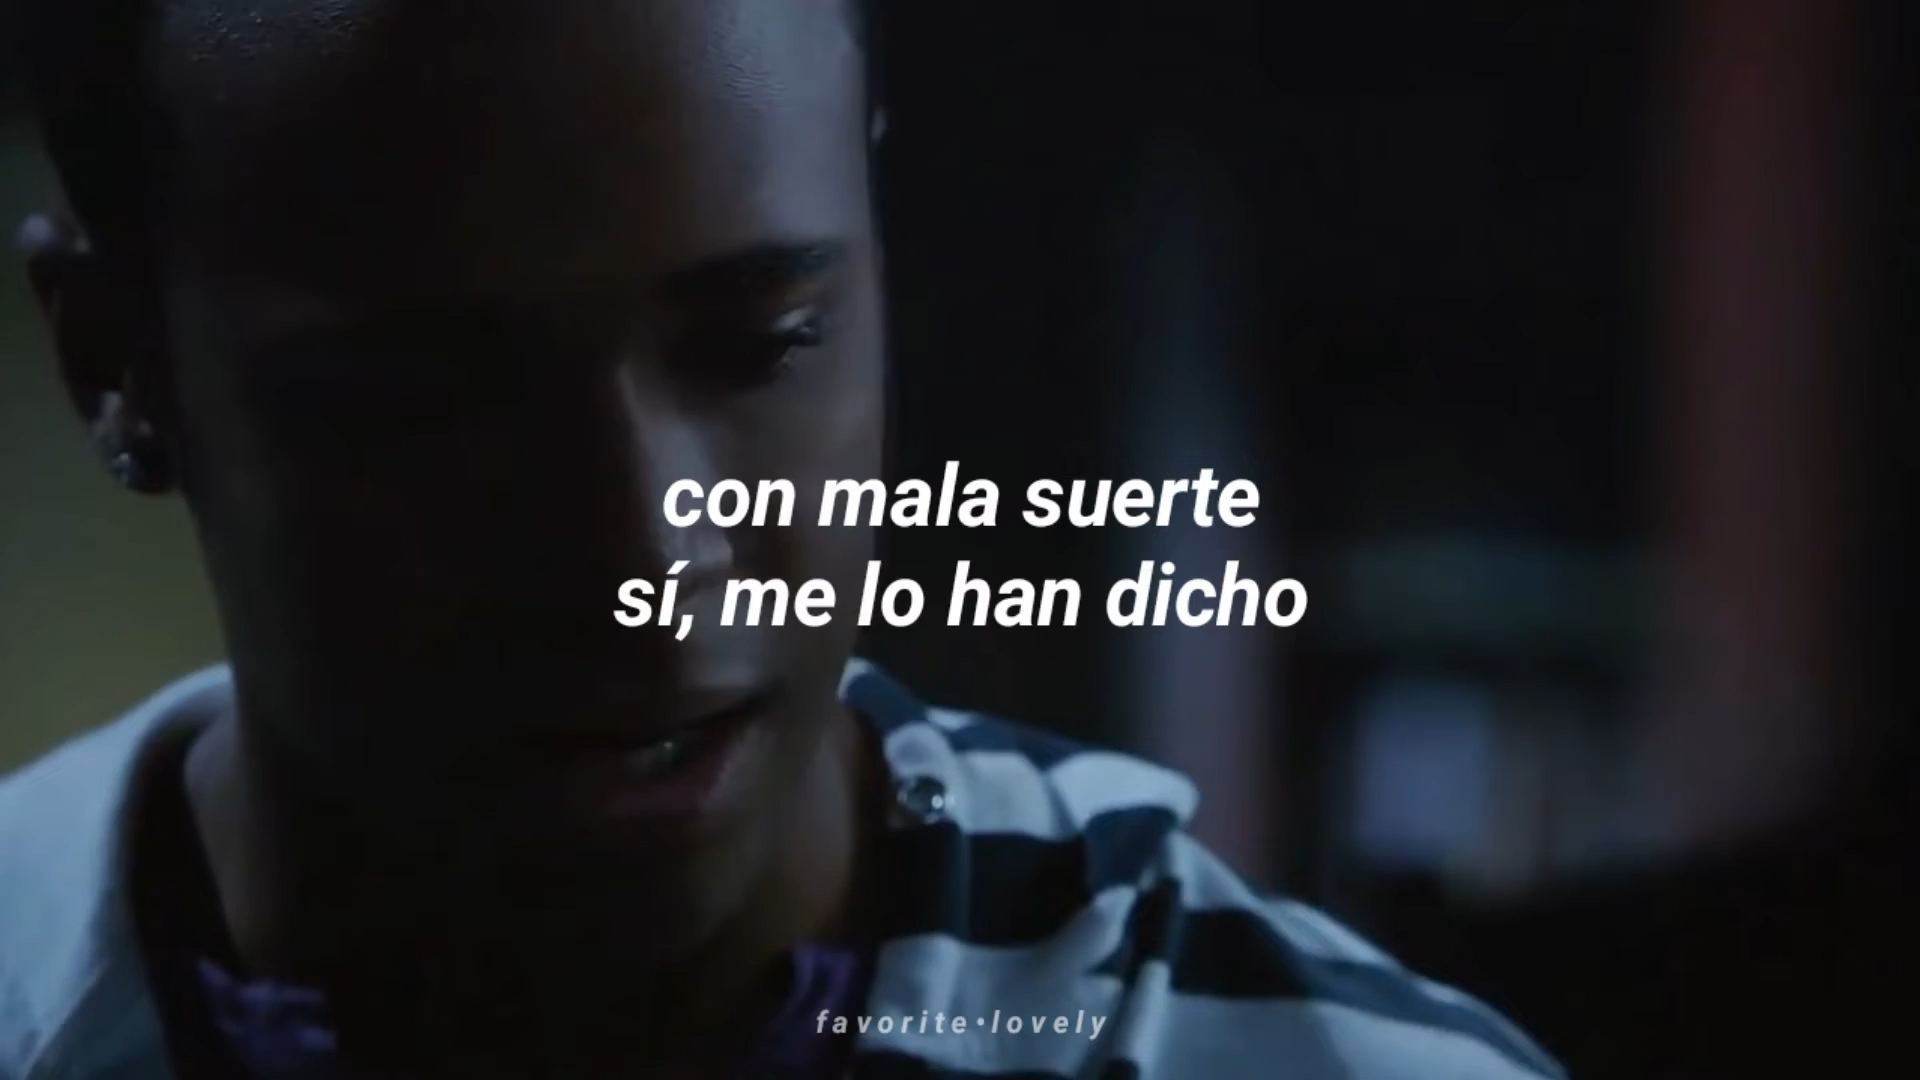 con mala suerte
sí, me lo han dicho
favorite•lovely